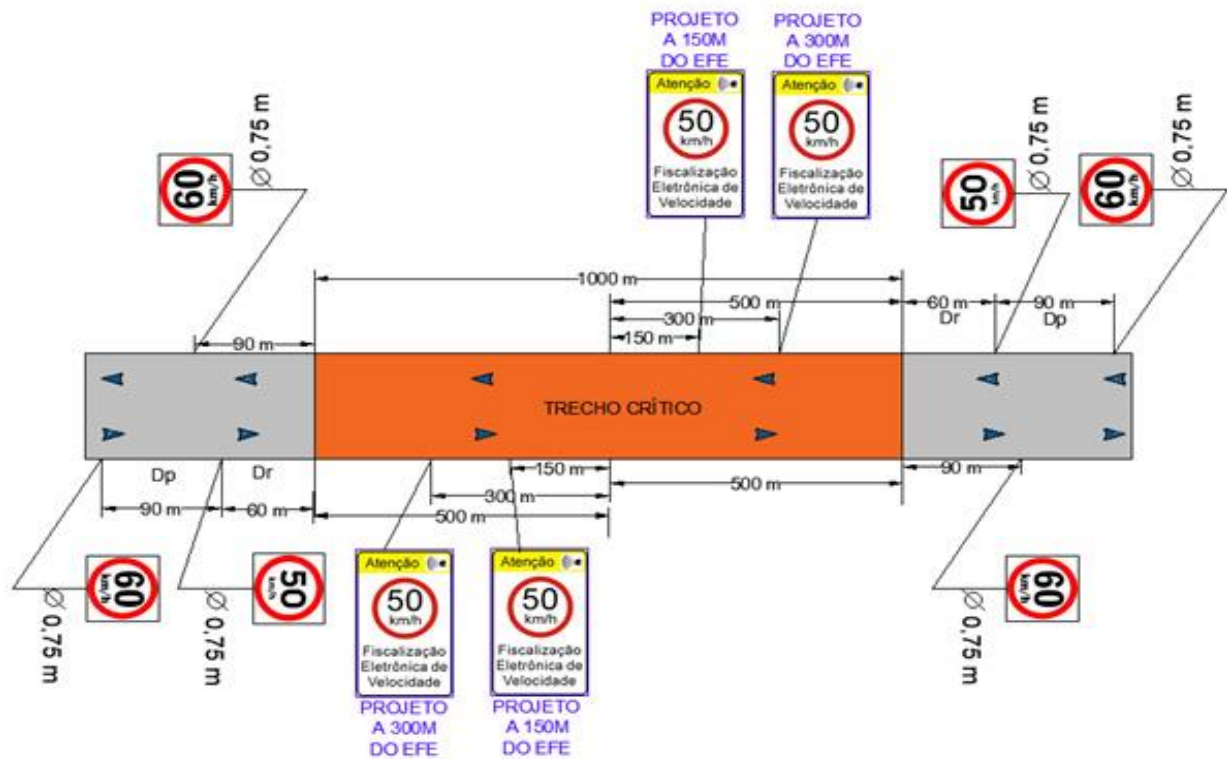 PROJETO
A 150M
DO EFE
PROJETO
A 300M
DO EFE
Atenção
50
km/h
Fiscalização
Eletrônica de
Velocidade
Atenção
50
km/h
Fiscalização
Eletrônica de
Velocidade
60
km/h
Ø 0,75 m
50
km/h
Ø 0,75 m
60
km/h
Ø 0,75 m
1000 m
500 m
60 m
90 m
Dr
Dp
300 m
150 m
90 m
TRECHO CRÍTICO
Dp
Dr
150 m
90 m
300 m
500 m
90 m
60 m
500 m
60
km/h
Ø 0,75 m
50
km/h
Ø 0,75 m
Atenção
50
km/h
Fiscalização
Eletrônica de
Velocidade
PROJETO
A 300M
DO EFE
Atenção
50
km/h
Fiscalização
Eletrônica de
Velocidade
PROJETO
A 150M
DO EFE
60
km/h
Ø 0,75 m